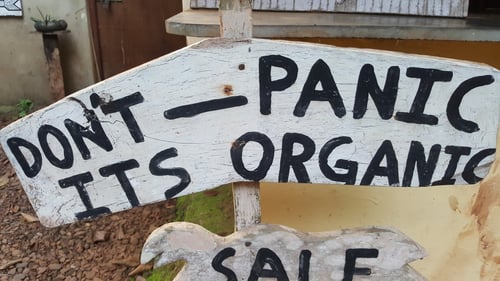 DON'T — PANIC
ITS ORGANIC
SALE